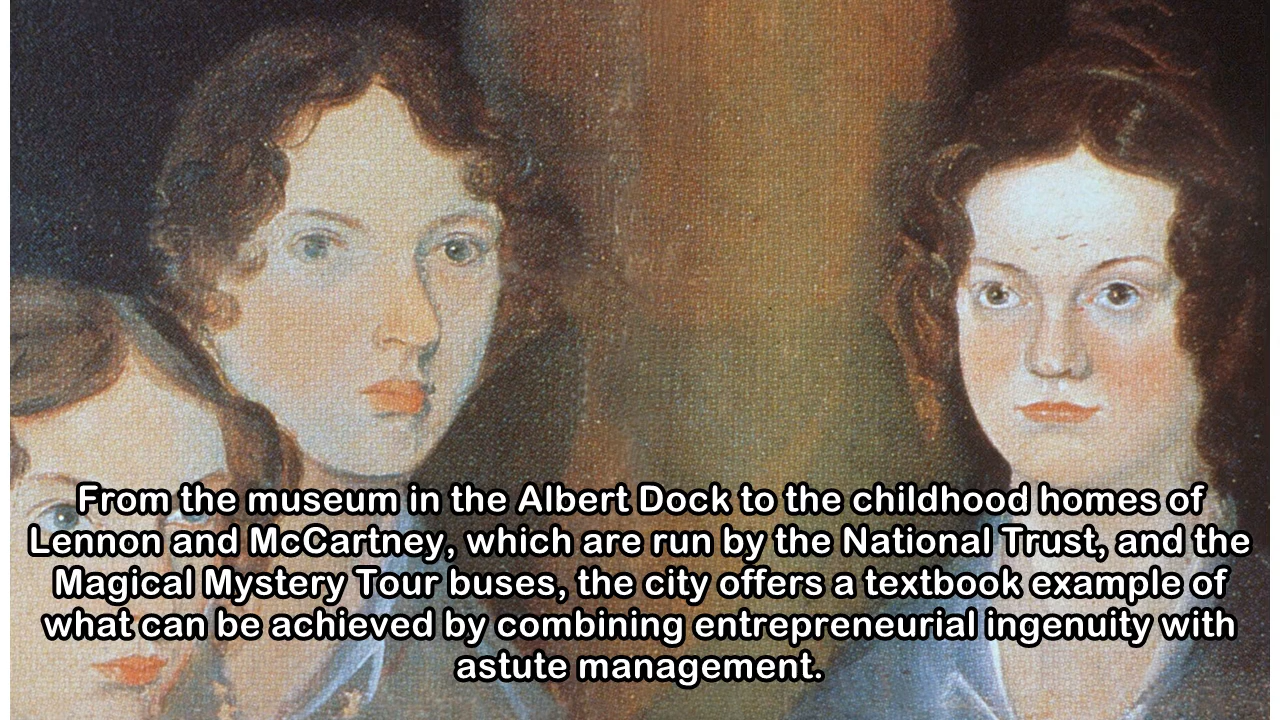 From the museum in the Albert Dock to the childhood homes of
Lennon and McCartney, which are run by the National Trust, and the
Magical Mystery Tour buses, the city offers a textbook example of
what can be achieved by combining entrepreneurial ingenuity with
astute management.